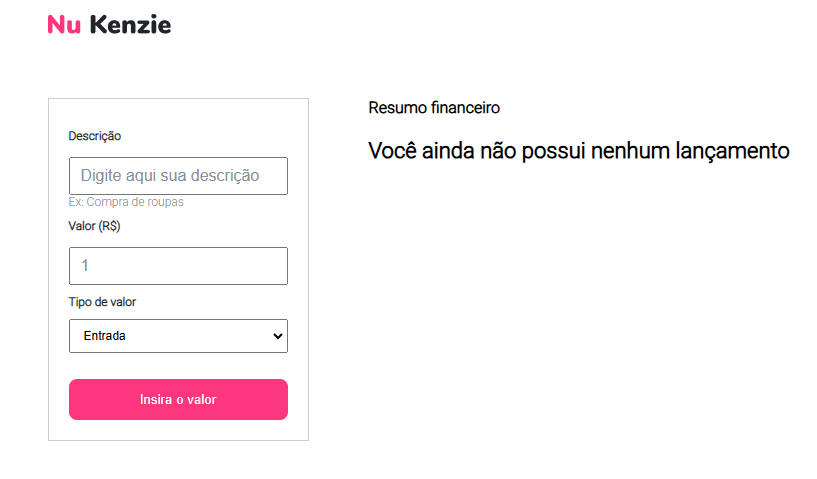 Nu Kenzie
Descrição
Digite aqui sua descrição
Ex: Compra de roupas
Valor (R$)
1
Tipo de valor
Entrada
Insira o valor
Resumo financeiro
Você ainda não possui nenhum lançamento